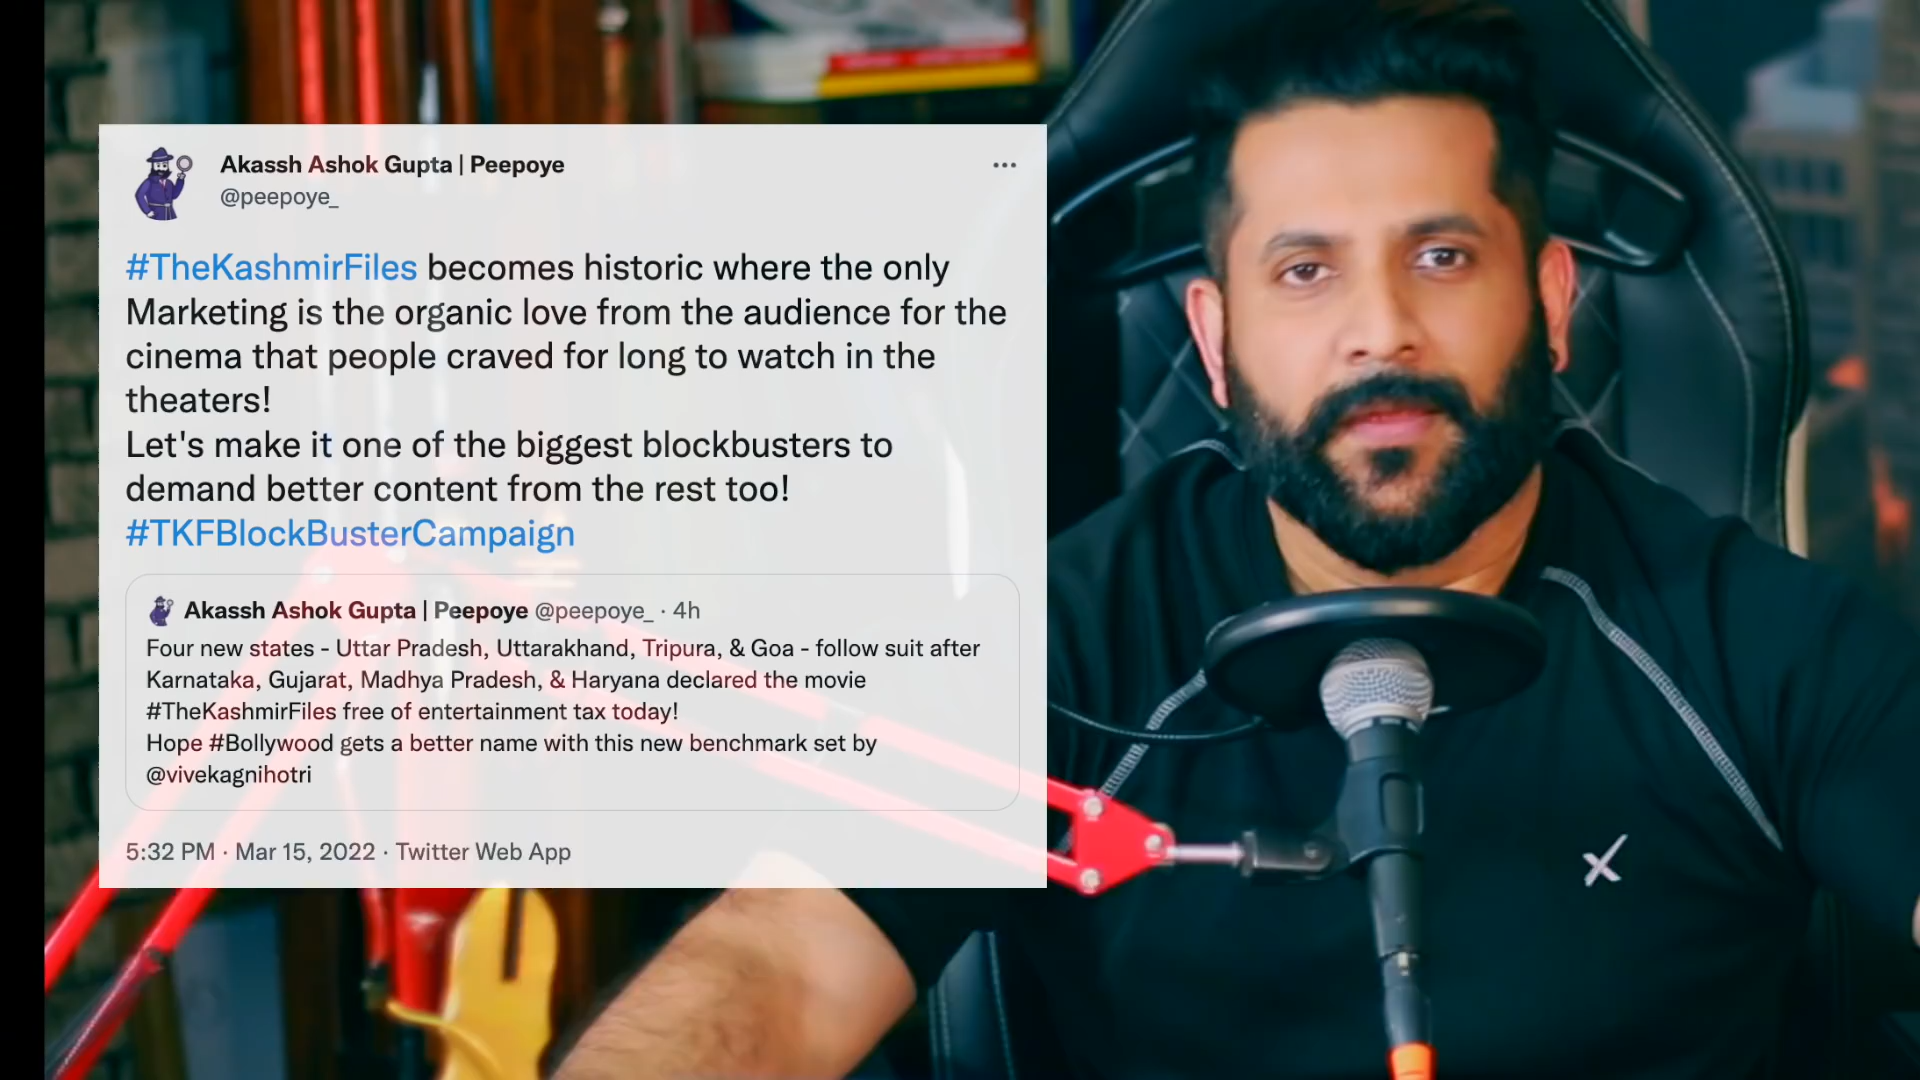 Akassh Ashok Gupta | Peepoye
@peepoye_
#TheKashmirFiles becomes historic where the only
Marketing is the organic love from the audience for the
cinema that people craved for long to watch in the
theaters!
Let's make it one of the biggest blockbusters to
demand better content from the rest too!
#TKFBlockBusterCampaign
Akassh Ashok Gupta | Peepoye @peepoye_ · 4h
Four new states - Uttar Pradesh, Uttarakhand, Tripura, & Goa - follow suit after
Karnataka, Gujarat, Madhya Pradesh, & Haryana declared the movie
#TheKashmirFiles free of entertainment tax today!
Hope #Bollywood gets a better name with this new benchmark set by
@vivekagnihotri
5:32 PM · Mar 15, 2022 · Twitter Web App